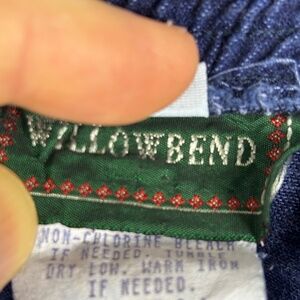 WILLOWBEND
NON-CHLORINE BLEACH
IF NEEDED. TUMBLE
DRY LOW. WARM IRON
IF NEEDED.